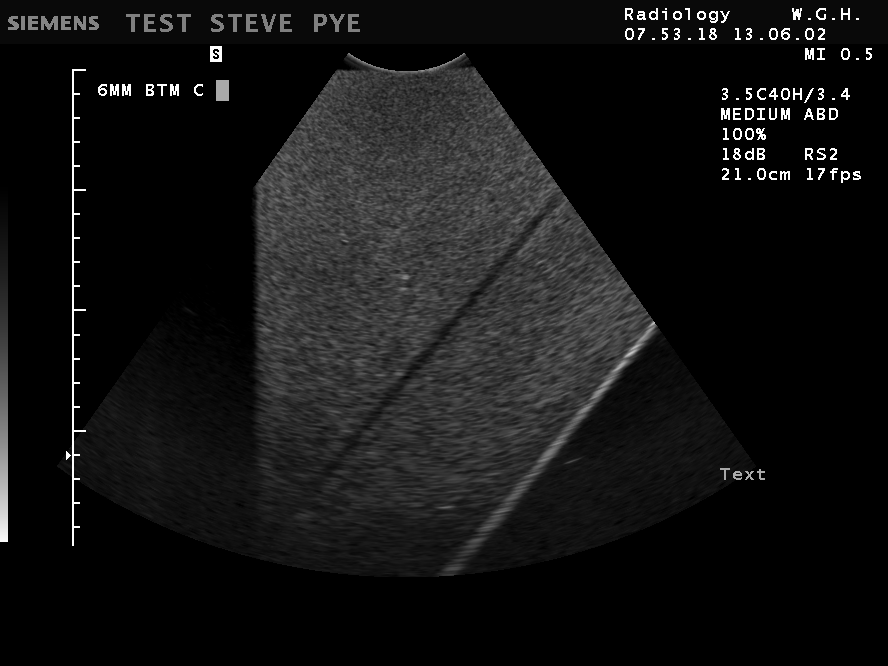 SIEMENS TEST STEVE PYE
Radiology W.G.H.
07.53.18 13.06.02
S
MI 0.5
6MM BTM C
3.5C40H/3.4
MEDIUM ABD
100%
18dB RS2
21.0cm 17fps
Text